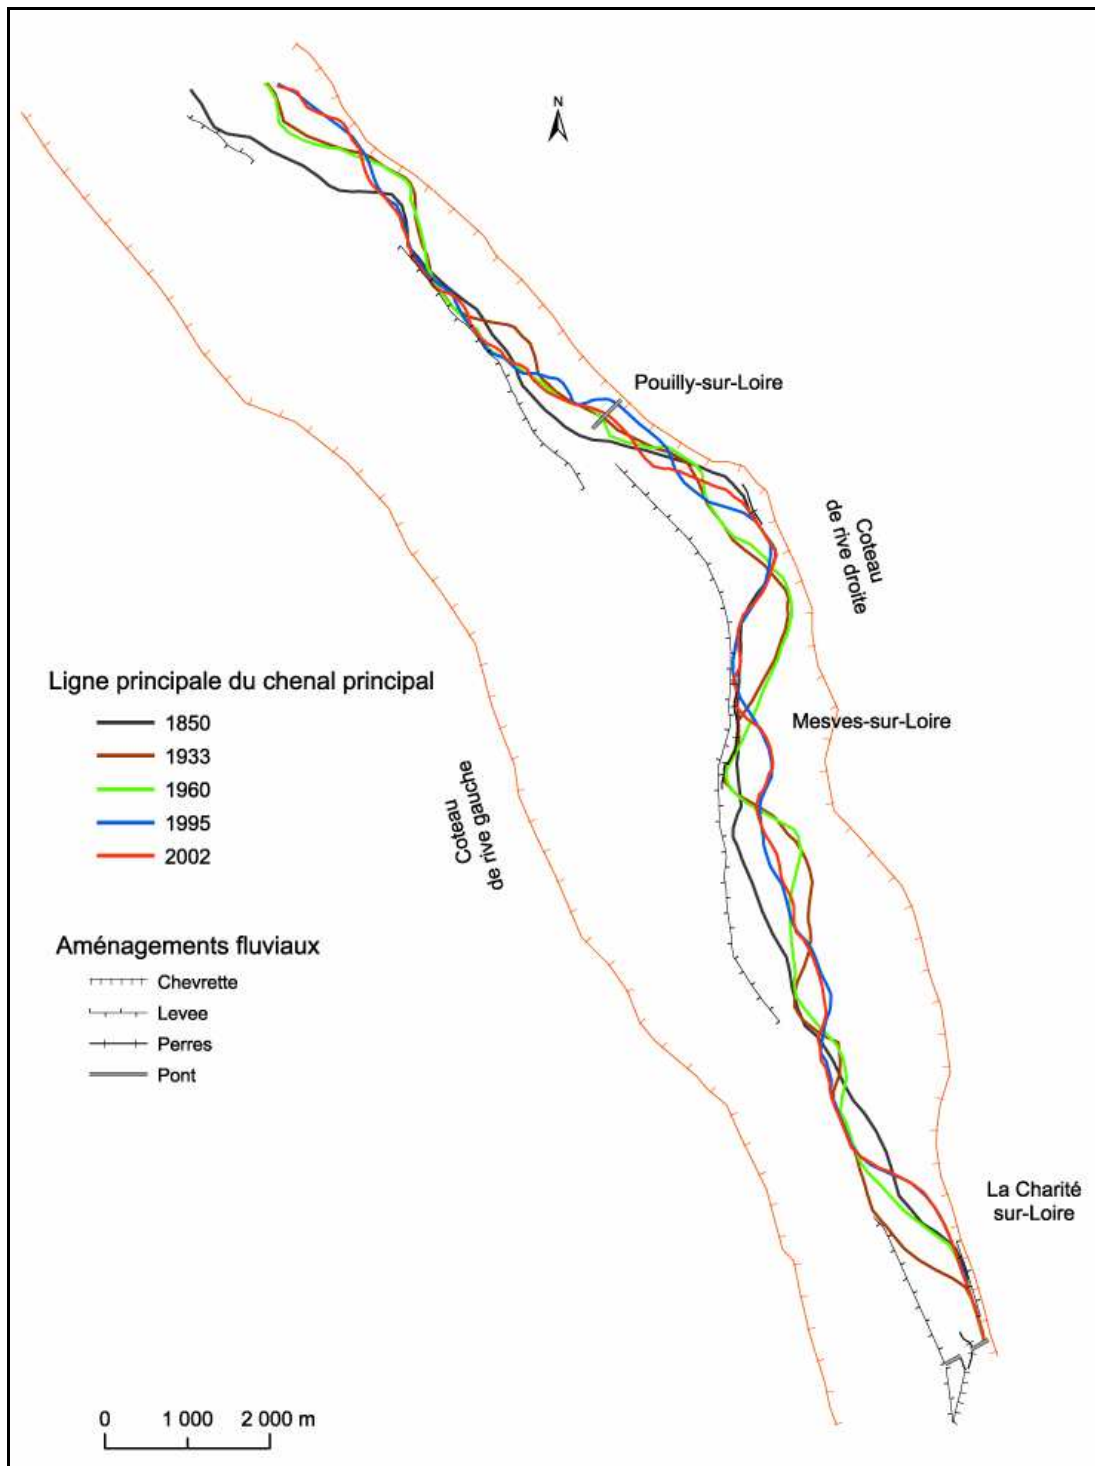 N
Pouilly-sur-Loire
Coteau
de rive droite
Ligne principale du chenal principal
1850
1933
1960
1995
2002
Mesves-sur-Loire
Coteau
de rive gauche
Aménagements fluviaux
Chevrette
Levee
Perres
Pont
La Charité
sur-Loire
0 1 000 2 000 m